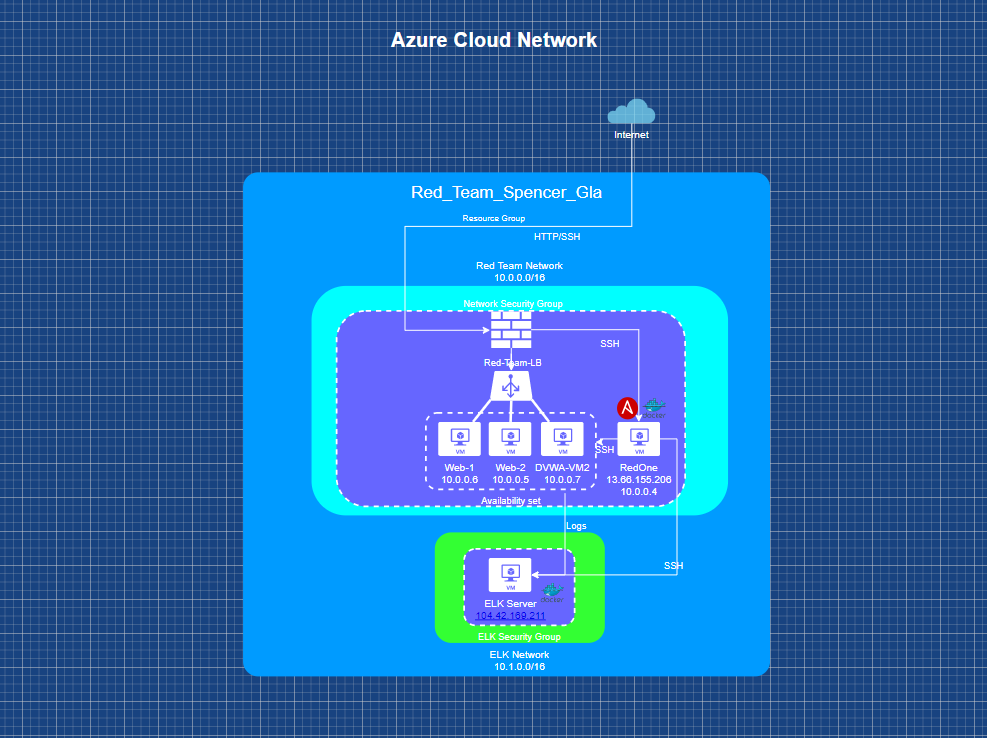 Azure Cloud Network
Internet
Red_Team_Spencer_Gla
Resource Group
HTTP/SSH
Red Team Network
10.0.0.0/16
Network Security Group
SSH
Red-Team-LB
docker
VM
VM
VM
VM
SSH
Web-1
10.0.0.6
Web-2
10.0.0.5
DVWA-VM2
10.0.0.7
RedOne
13.66.155.206
10.0.0.4
Availability set
Logs
SSH
VM
docker
ELK Server
104.42.169.211
ELK Security Group
ELK Network
10.1.0.0/16